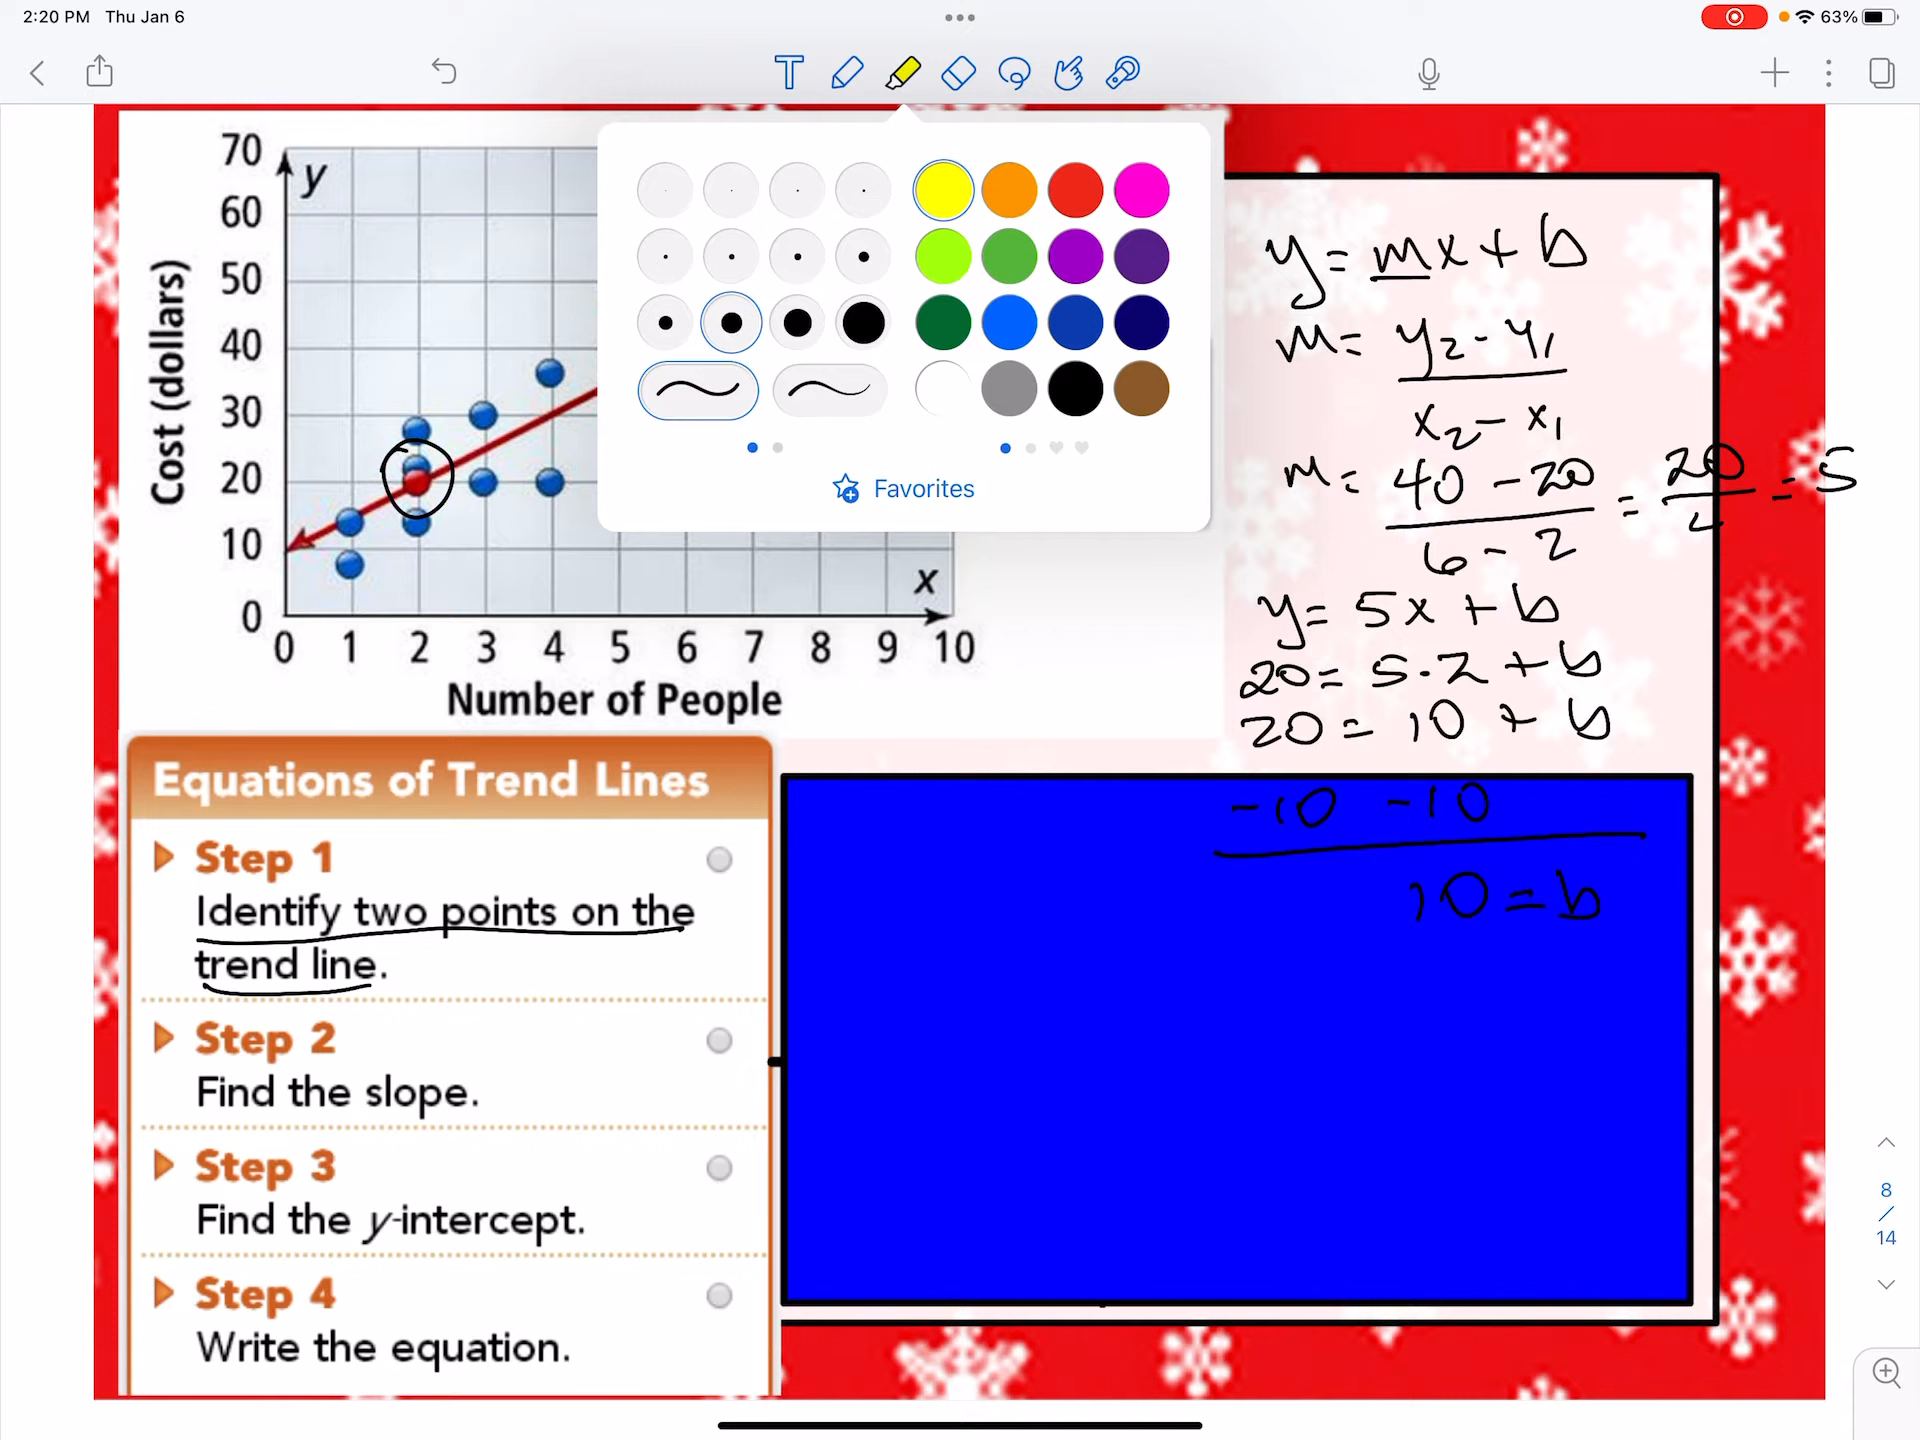 2:20 PM Thu Jan 6
63%
T
70
y
60
50
40
30
20
10
0
Cost (dollars)
x
0 1 2 3 4 5 6 7 8 9 10
Number of People
Favorites
y = mx + b
m = y₂ - y₁
x₂ - x₁
m = 40 - 20 = 20 = 5
6 - 2
y = 5x + b
20 = 5 · 2 + b
20 = 10 + b
-10 -10
10 = b
Equations of Trend Lines
Step 1
Identify two points on the
trend line.
Step 2
Find the slope.
Step 3
Find the y-intercept.
Step 4
Write the equation.
8
/
14